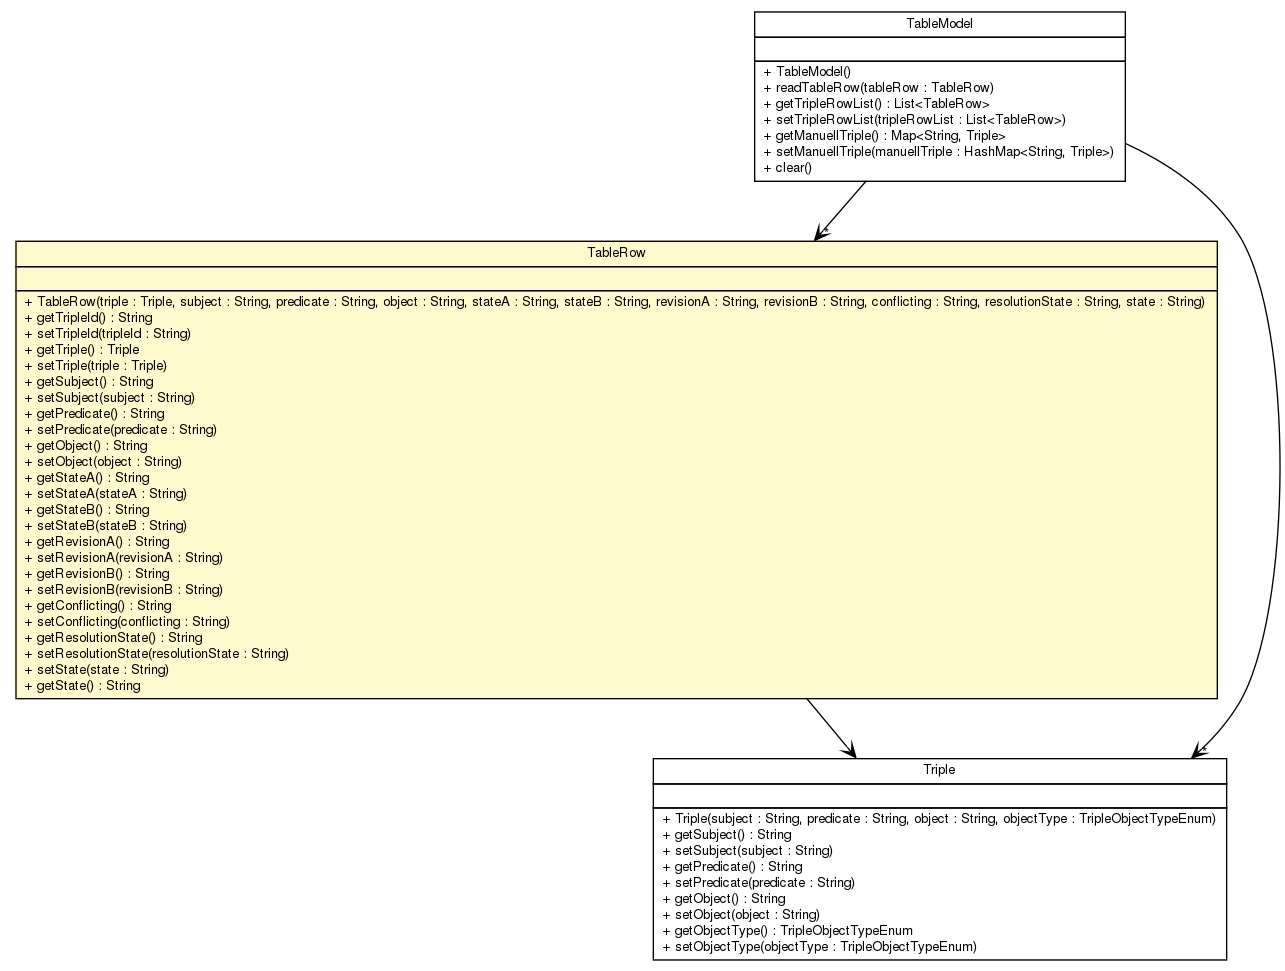 TableModel
+ TableModel()
+ readTableRow(tableRow : TableRow)
+ getTripleRowList() : List<TableRow>
+ setTripleRowList(tripleRowList : List<TableRow>)
+ getManuellTriple() : Map<String, Triple>
+ setManuellTriple(manuellTriple : HashMap<String, Triple>)
+ clear()
*
TableRow
+ TableRow(triple : Triple, subject : String, predicate : String, object : String, stateA : String, stateB : String, revisionA : String, revisionB : String, conflicting : String, resolutionState : String, state : String)
+ getTripleId() : String
+ setTripleId(tripleId : String)
+ getTriple() : Triple
+ setTriple(triple : Triple)
+ getSubject() : String
+ setSubject(subject : String)
+ getPredicate() : String
+ setPredicate(predicate : String)
+ getObject() : String
+ setObject(object : String)
+ getStateA() : String
+ setStateA(stateA : String)
+ getStateB() : String
+ setStateB(stateB : String)
+ getRevisionA() : String
+ setRevisionA(revisionA : String)
+ getRevisionB() : String
+ setRevisionB(revisionB : String)
+ getConflicting() : String
+ setConflicting(conflicting : String)
+ getResolutionState() : String
+ setResolutionState(resolutionState : String)
+ setState(state : String)
+ getState() : String
*
Triple
+ Triple(subject : String, predicate : String, object : String, objectType : TripleObjectTypeEnum)
+ getSubject() : String
+ setSubject(subject : String)
+ getPredicate() : String
+ setPredicate(predicate : String)
+ getObject() : String
+ setObject(object : String)
+ getObjectType() : TripleObjectTypeEnum
+ setObjectType(objectType : TripleObjectTypeEnum)